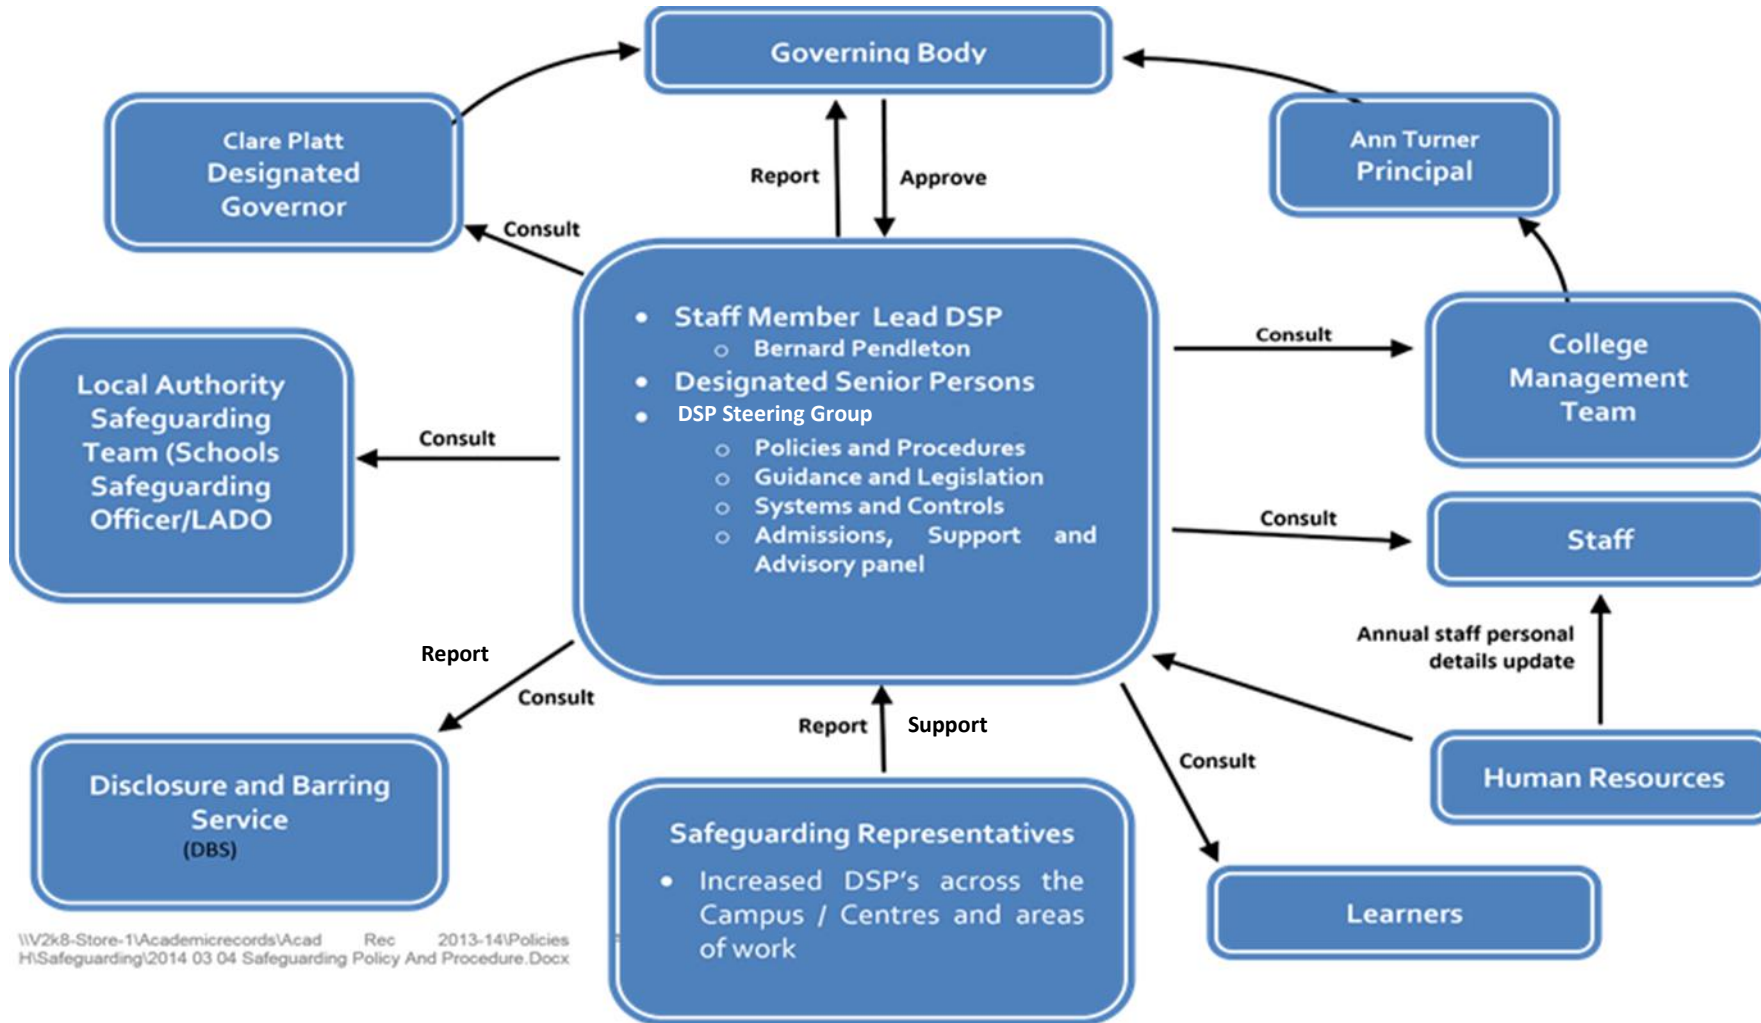 Governing Body
Clare Platt
Designated
Governor
Ann Turner
Principal
Report
Approve
Consult
Staff Member Lead DSP
Bernard Pendleton
Designated Senior Persons
DSP Steering Group
Policies and Procedures
Guidance and Legislation
Systems and Controls
Admissions, Support and
Advisory panel
Consult
College
Management
Team
Local Authority
Safeguarding
Team (Schools
Safeguarding
Officer/LADO
Consult
Consult
Staff
Annual staff personal
details update
Report
Consult
Report
Support
Consult
Human Resources
Disclosure and Barring
Service
(DBS)
Safeguarding Representatives
Increased DSP's across the
Campus / Centres and areas
of work
Learners
\\V2k8-Store-1\Academicrecords\Acad Rec 2013-14\Policies
H\Safeguarding\2014 03 04 Safeguarding Policy And Procedure.Docx